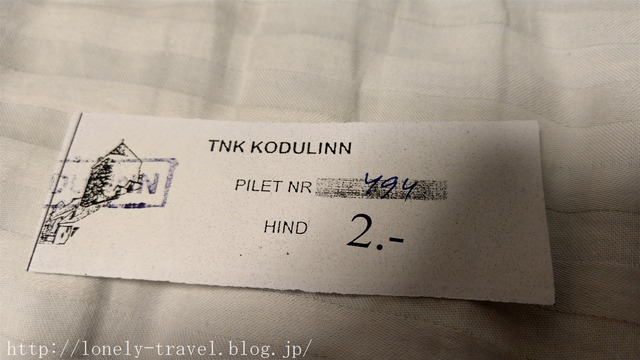 TNK KODULINN
PILET NR 494
HIND 2.-
http://lonely-travel.blog.jp/